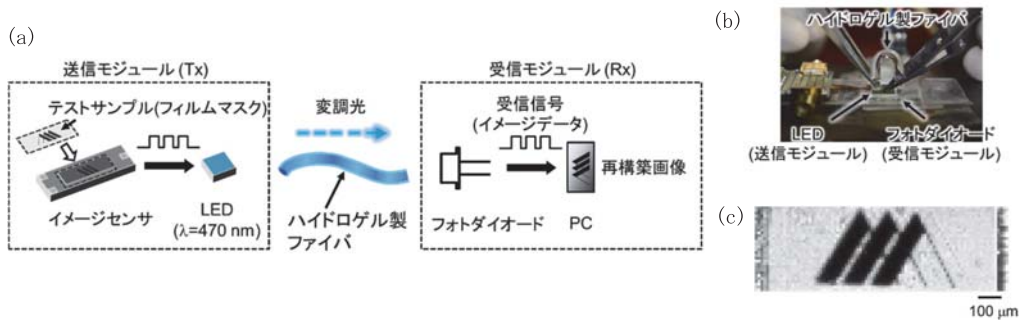 (a)
送信モジュール (Tx)
テストサンプル(フィルムマスク)
イメージセンサ
LED
(λ=470 nm)
変調光
ハイドロゲル製
ファイバ
受信モジュール (Rx)
受信信号
(イメージデータ)
再構築画像
フォトダイオード
PC
(b)
ハイドロゲル製ファイバ
LED
(送信モジュール)
フォトダイオード
(受信モジュール)
(c)
100 μm